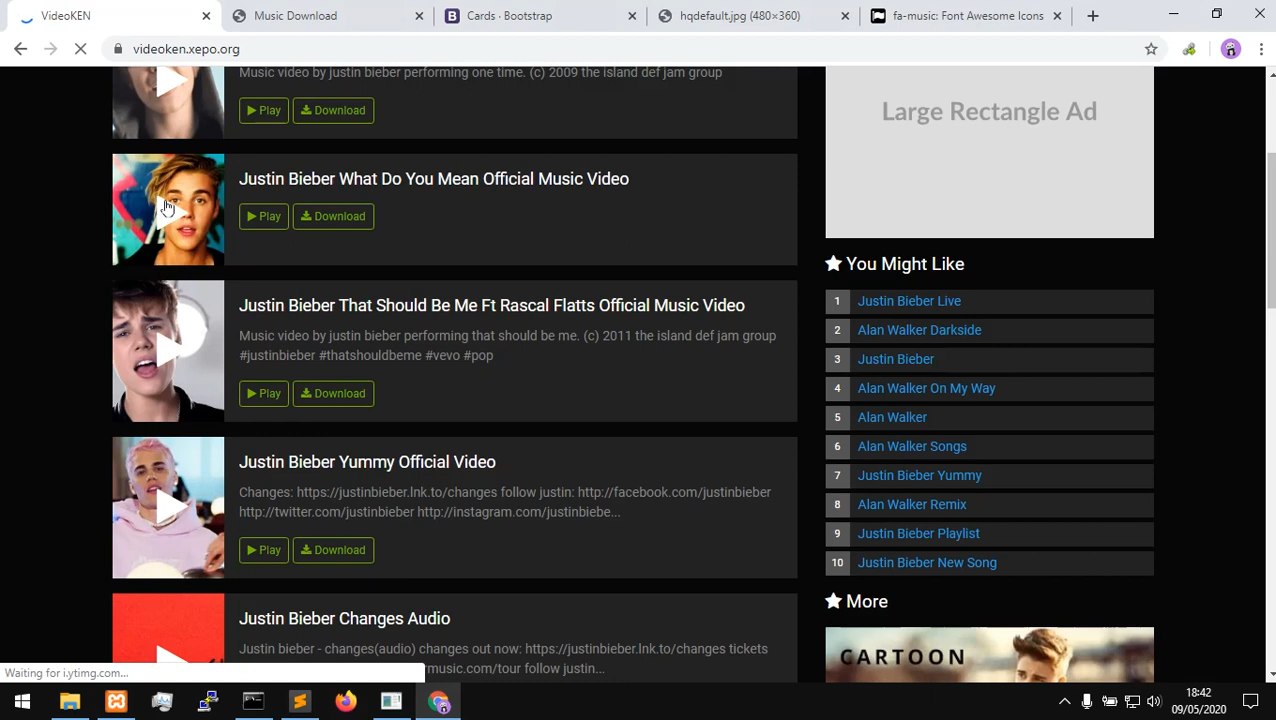 VideoKEN
Music Download
Cards · Bootstrap
hqdefault.jpg (480×360)
fa-music: Font Awesome Icons
videoken.xepo.org
Music video by justin bieber performing one time. (c) 2009 the island def jam group
Play
Download
Large Rectangle Ad
Justin Bieber What Do You Mean Official Music Video
Play
Download
Justin Bieber That Should Be Me Ft Rascal Flatts Official Music Video
Music video by justin bieber performing that should be me. (c) 2011 the island def jam group
#justinbieber #thatshouldbeme #vevo #pop
Play
Download
Justin Bieber Yummy Official Video
Changes: https://justinbieber.lnk.to/changes follow justin: http://facebook.com/justinbieber
http://twitter.com/justinbieber http://instagram.com/justinbiebe...
Play
Download
Justin Bieber Changes Audio
Justin bieber - changes(audio) changes out now: https://justinbieber.lnk.to/changes tickets
rmusic.com/tour follow justin...
You Might Like
1 Justin Bieber Live
2 Alan Walker Darkside
3 Justin Bieber
4 Alan Walker On My Way
5 Alan Walker
6 Alan Walker Songs
7 Justin Bieber Yummy
8 Alan Walker Remix
9 Justin Bieber Playlist
10 Justin Bieber New Song
More
CARTOON
Waiting for i.ytimg.com...
18:42
09/05/2020